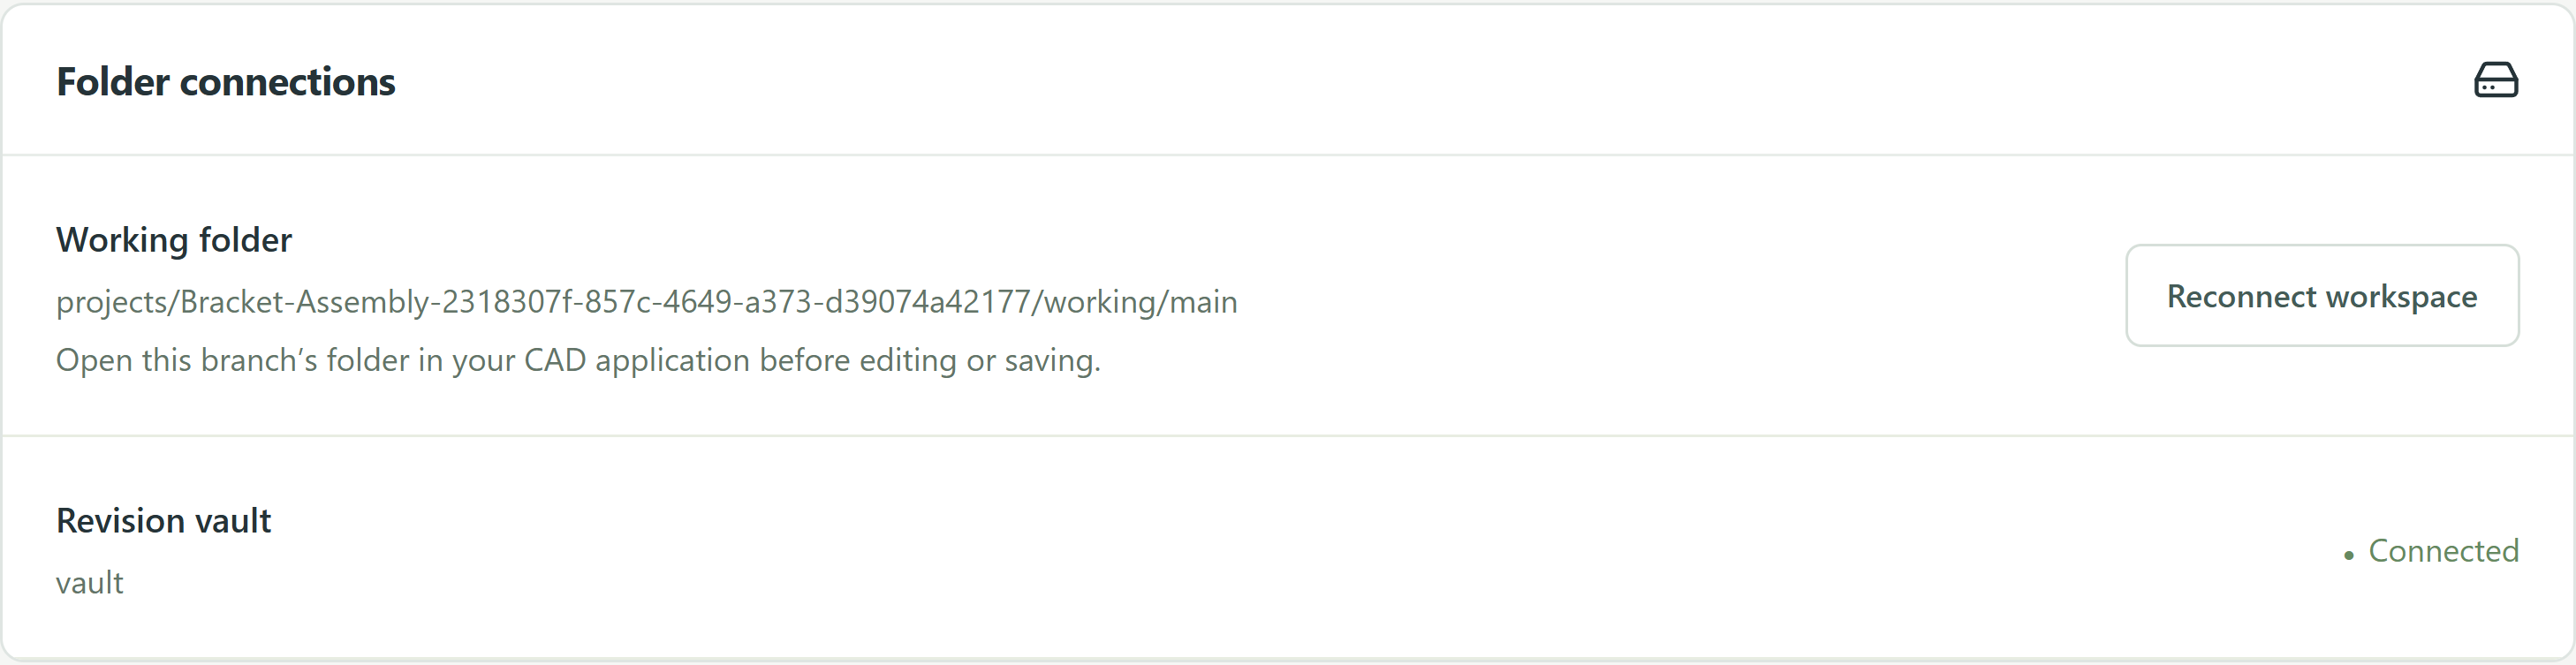 Folder connections
Working folder
projects/Bracket-Assembly-2318307f-857c-4649-a373-d39074a42177/working/main
Open this branch’s folder in your CAD application before editing or saving.
Reconnect workspace
Revision vault
vault
• Connected